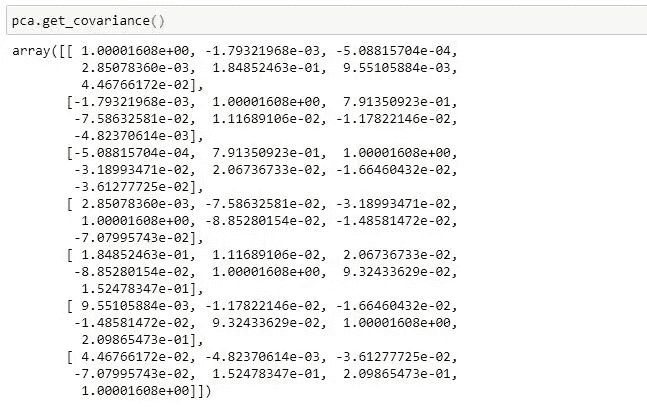 pca.get_covariance()
array([[ 1.00001608e+00, -1.79321968e-03, -5.08815704e-04,
2.85078360e-03, 1.84852463e-01, 9.55105884e-03,
4.46766172e-02],
[-1.79321968e-03, 1.00001608e+00, 7.91350923e-01,
-7.58632581e-02, 1.11689106e-02, -1.17822146e-02,
-4.82370614e-03],
[-5.08815704e-04, 7.91350923e-01, 1.00001608e+00,
-3.18993471e-02, 2.06736733e-02, -1.66460432e-02,
-3.61277725e-02],
[ 2.85078360e-03, -7.58632581e-02, -3.18993471e-02,
1.00001608e+00, -8.85280154e-02, -1.48581472e-02,
-7.07995743e-02],
[ 1.84852463e-01, 1.11689106e-02, 2.06736733e-02,
-8.85280154e-02, 1.00001608e+00, 9.32433629e-02,
1.52478347e-01],
[ 9.55105884e-03, -1.17822146e-02, -1.66460432e-02,
-1.48581472e-02, 9.32433629e-02, 1.00001608e+00,
2.09865473e-01],
[ 4.46766172e-02, -4.82370614e-03, -3.61277725e-02,
-7.07995743e-02, 1.52478347e-01, 2.09865473e-01,
1.00001608e+00]])